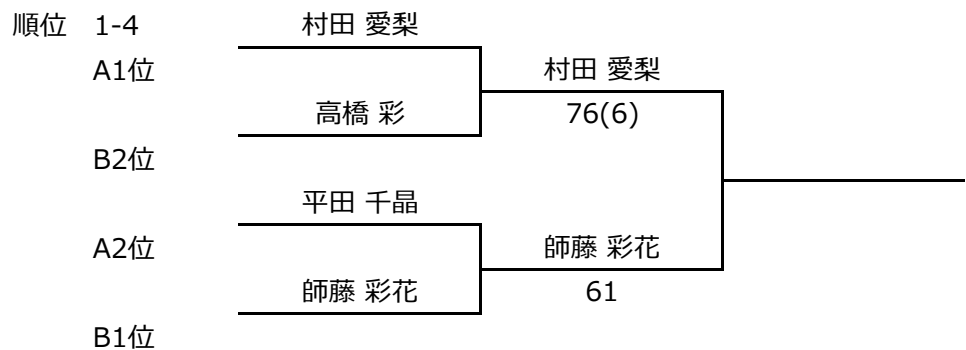 順位 1-4 村田 愛梨
A1位 村田 愛梨
高橋 彩 76(6)
B2位
平田 千晶
A2位 師藤 彩花
師藤 彩花 61
B1位